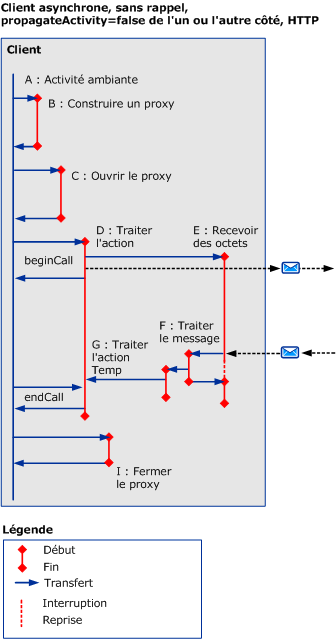 Client asynchrone, sans rappel,
propagateActivity=false de l'un ou l'autre côté, HTTP
Client
A : Activité ambiante
B : Construire un proxy
C : Ouvrir le proxy
D : Traiter
l'action
E : Recevoir
des octets
beginCall
F : Traiter
le message
G : Traiter
l'action
Temp
endCall
I : Fermer
le proxy
Légende
Début
Fin
Transfert
Interruption
Reprise